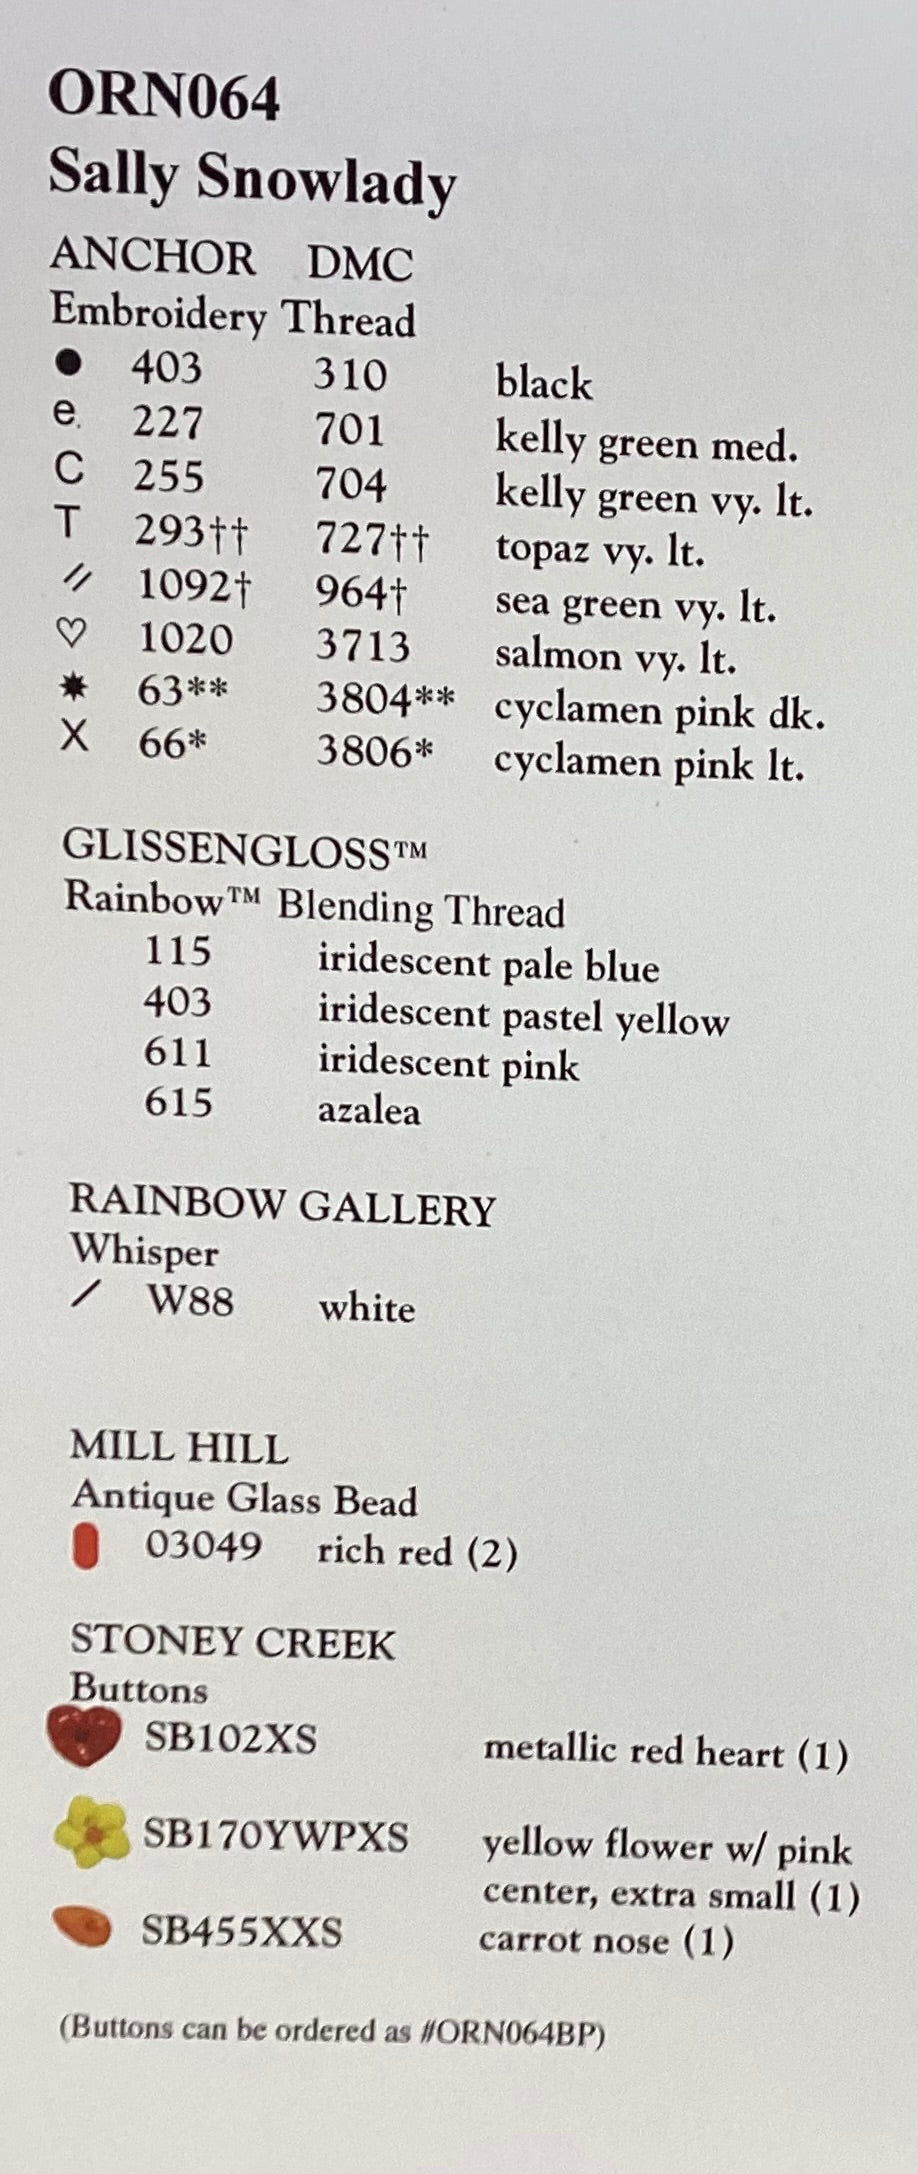 ORN064
Sally Snowlady
ANCHOR DMC
Embroidery Thread
● 403 310 black
e. 227 701 kelly green med.
C 255 704 kelly green vy. lt.
T 293†† 727†† topaz vy. lt.
// 1092† 964† sea green vy. lt.
♡ 1020 3713 salmon vy. lt.
✸ 63** 3804** cyclamen pink dk.
X 66* 3806* cyclamen pink lt.
GLISSENGLOSS™
Rainbow™ Blending Thread
115 iridescent pale blue
403 iridescent pastel yellow
611 iridescent pink
615 azalea
RAINBOW GALLERY
Whisper
/ W88 white
MILL HILL
Antique Glass Bead
03049 rich red (2)
STONEY CREEK
Buttons
SB102XS metallic red heart (1)
SB170YWPXS yellow flower w/ pink
center, extra small (1)
SB455XXS carrot nose (1)
(Buttons can be ordered as #ORN064BP)